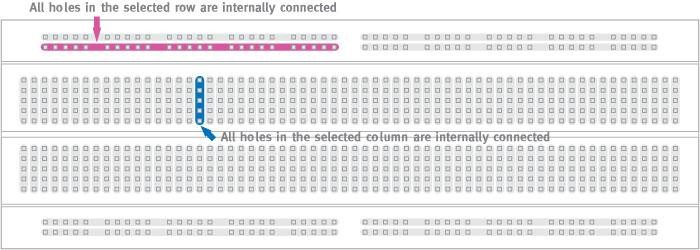 All holes in the selected row are internally connected
All holes in the selected column are internally connected